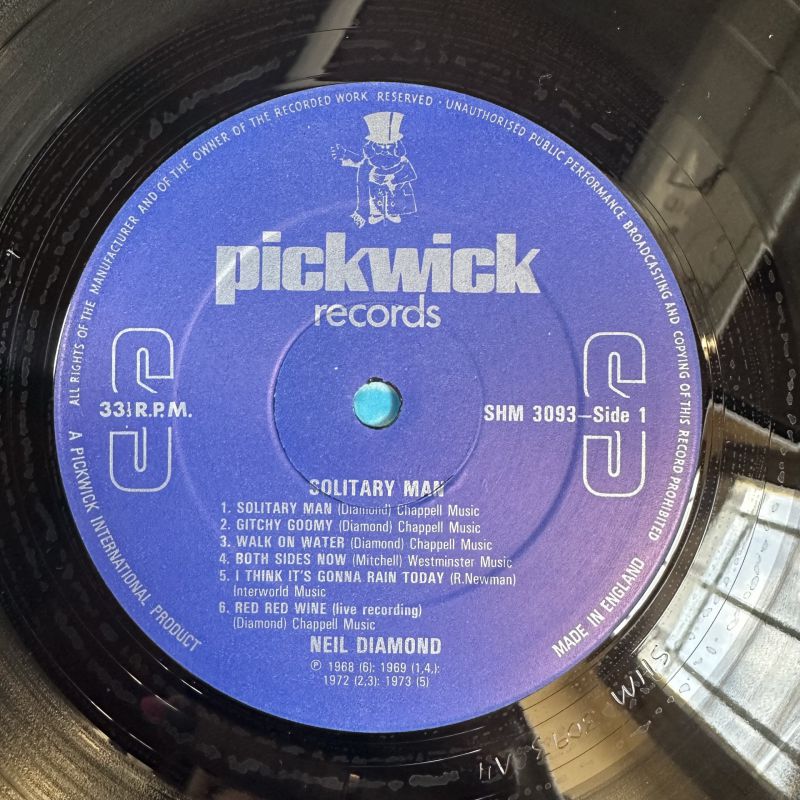 ALL RIGHTS OF THE MANUFACTURER AND OF THE OWNER OF THE RECORDED WORK RESERVED · UNAUTHORISED PUBLIC PERFORMANCE BROADCASTING AND COPYING OF THIS RECORD PROHIBITED
pickwick
records
33⅓ R.P.M.
SHM 3093–Side 1
SOLITARY MAN
1. SOLITARY MAN (Diamond) Chappell Music
2. GITCHY GOOMY (Diamond) Chappell Music
3. WALK ON WATER (Diamond) Chappell Music
4. BOTH SIDES NOW (Mitchell) Westminster Music
5. I THINK IT'S GONNA RAIN TODAY (R.Newman)
Interworld Music
6. RED RED WINE (live recording)
(Diamond) Chappell Music
NEIL DIAMOND
℗ 1968 (6): 1969 (1,4,):
1972 (2,3): 1973 (5)
A PICKWICK INTERNATIONAL PRODUCT
MADE IN ENGLAND
SHM